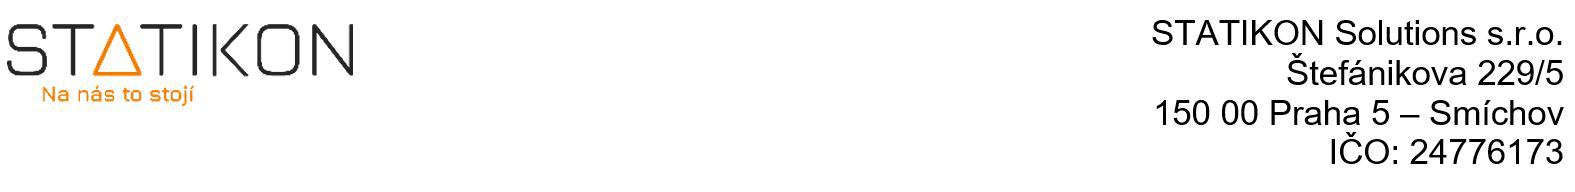 STATIKON
Na nás to stojí
STATIKON Solutions s.r.o.
Štefánikova 229/5
150 00 Praha 5 – Smíchov
IČO: 24776173